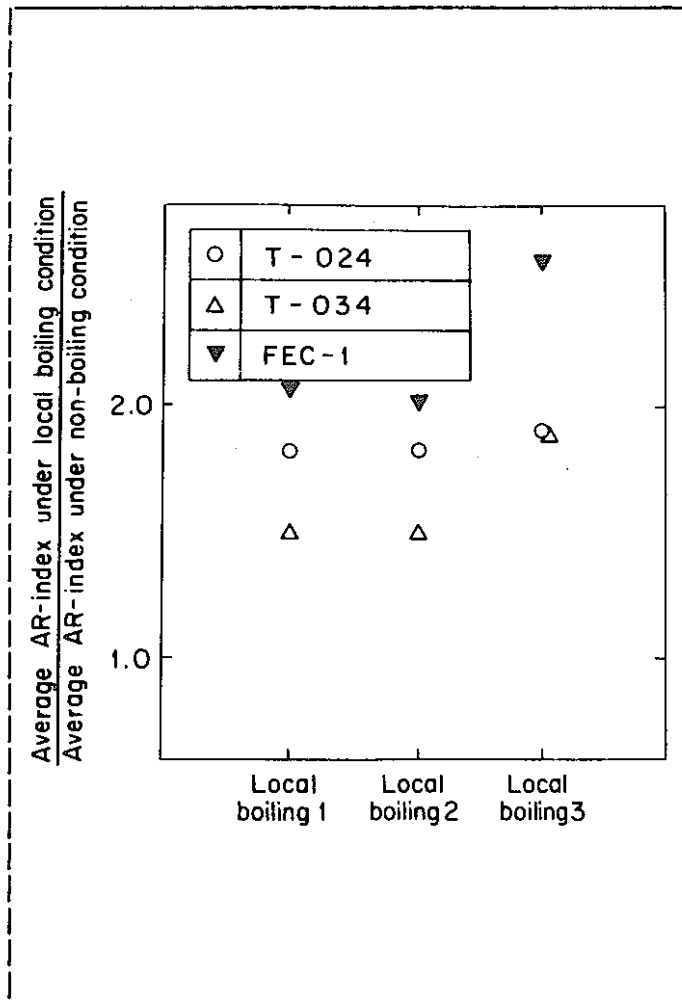 Average AR-index under local boiling condition
Average AR-index under non-boiling condition
T-024
T-034
FEC-1
2.0
1.0
Local boiling 1
Local boiling 2
Local boiling 3